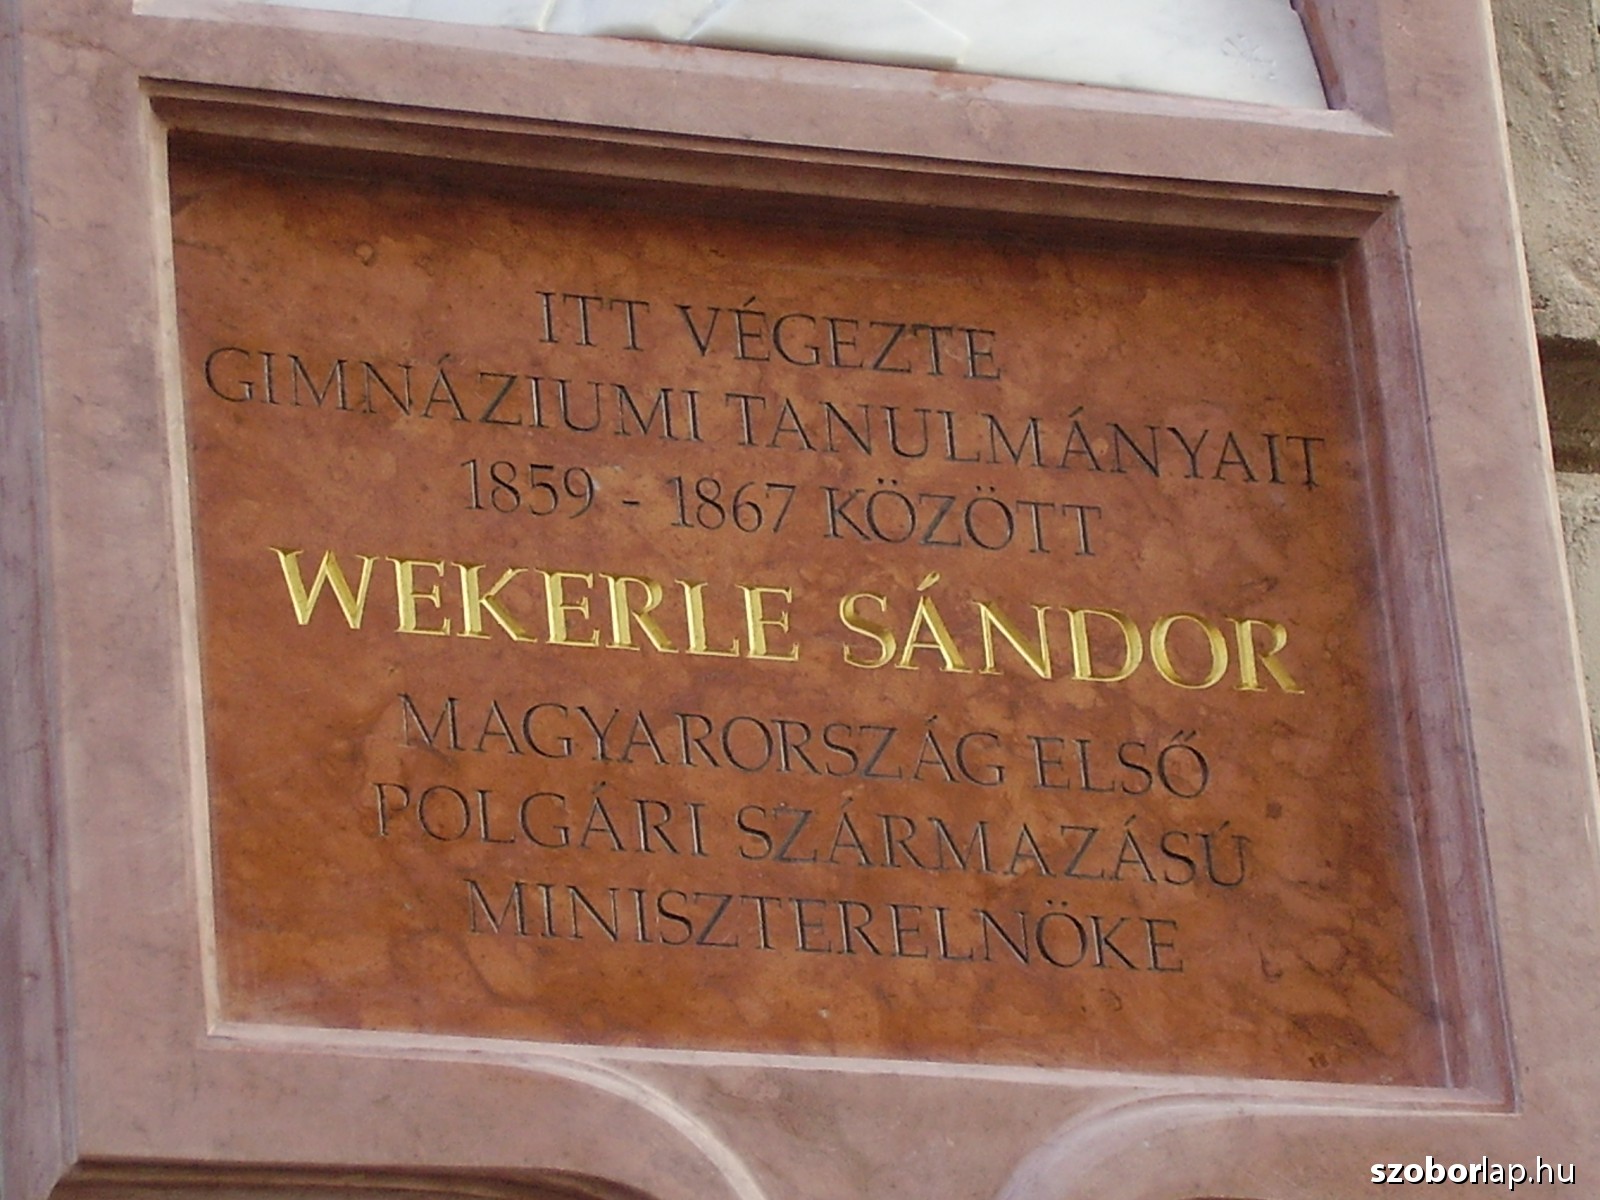 ITT VÉGEZTE
GIMNÁZIUMI TANULMÁNYAIT
1859 - 1867 KÖZÖTT
WEKERLE SÁNDOR
MAGYARORSZÁG ELSŐ
POLGÁRI SZÁRMAZÁSÚ
MINISZTERELNÖKE
szoborlap.hu